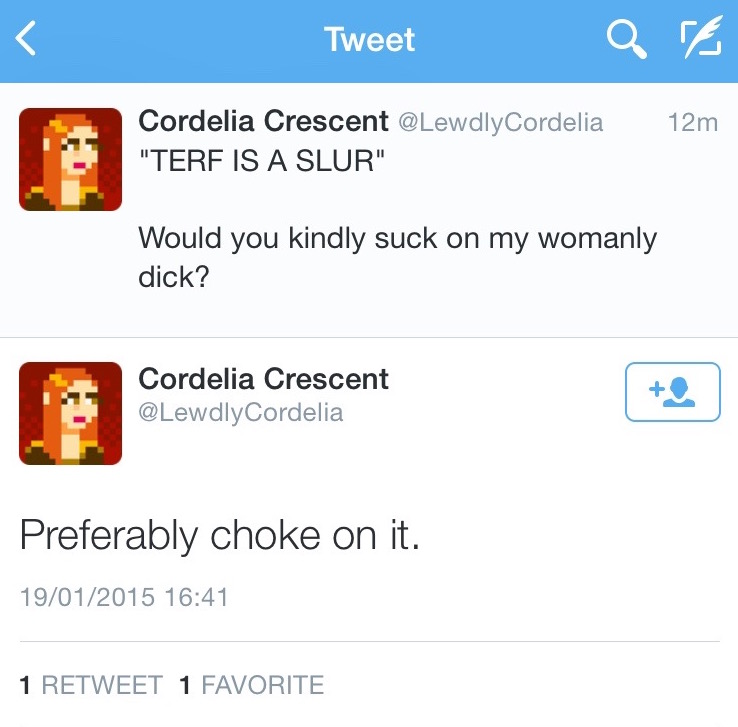 Tweet
Cordelia Crescent @LewdlyCordelia 12m
"TERF IS A SLUR"
Would you kindly suck on my womanly
dick?
Cordelia Crescent
@LewdlyCordelia
Preferably choke on it.
19/01/2015 16:41
1 RETWEET 1 FAVORITE